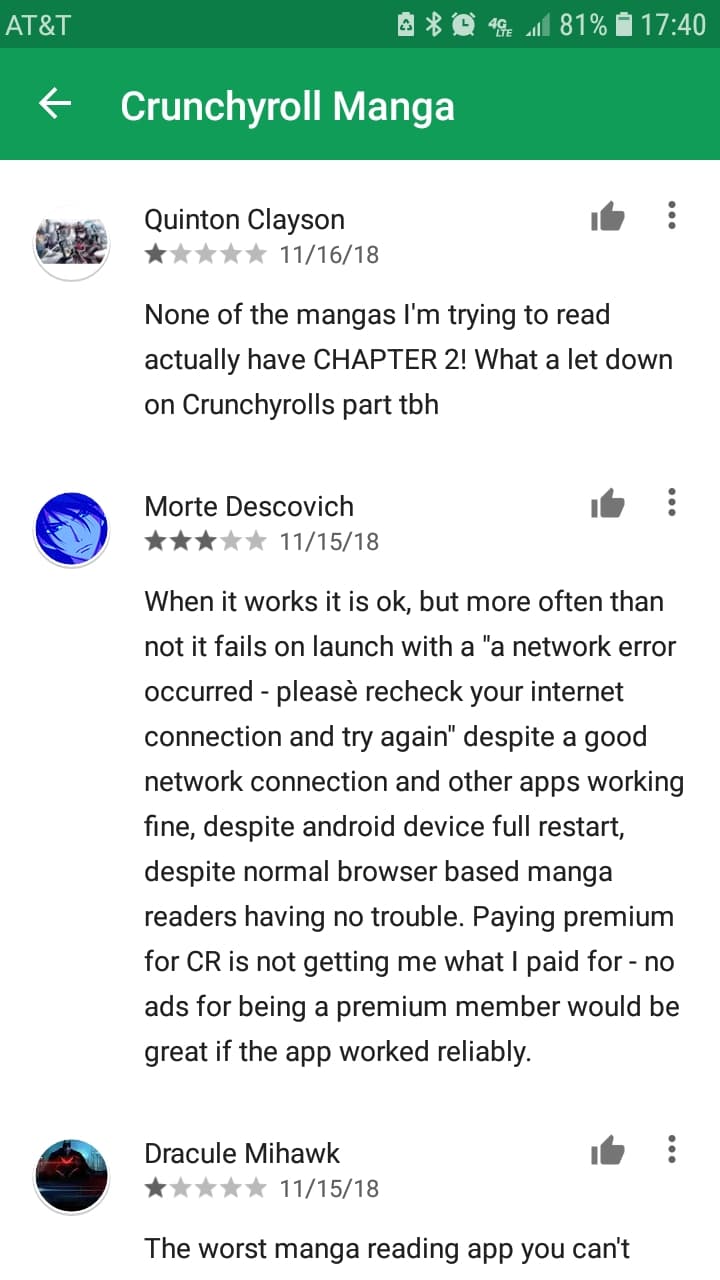 AT&T 4G LTE 81% 17:40
Crunchyroll Manga
Quinton Clayson
11/16/18
None of the mangas I'm trying to read
actually have CHAPTER 2! What a let down
on Crunchyrolls part tbh
Morte Descovich
11/15/18
When it works it is ok, but more often than
not it fails on launch with a "a network error
occurred - pleasè recheck your internet
connection and try again" despite a good
network connection and other apps working
fine, despite android device full restart,
despite normal browser based manga
readers having no trouble. Paying premium
for CR is not getting me what I paid for - no
ads for being a premium member would be
great if the app worked reliably.
Dracule Mihawk
11/15/18
The worst manga reading app you can't